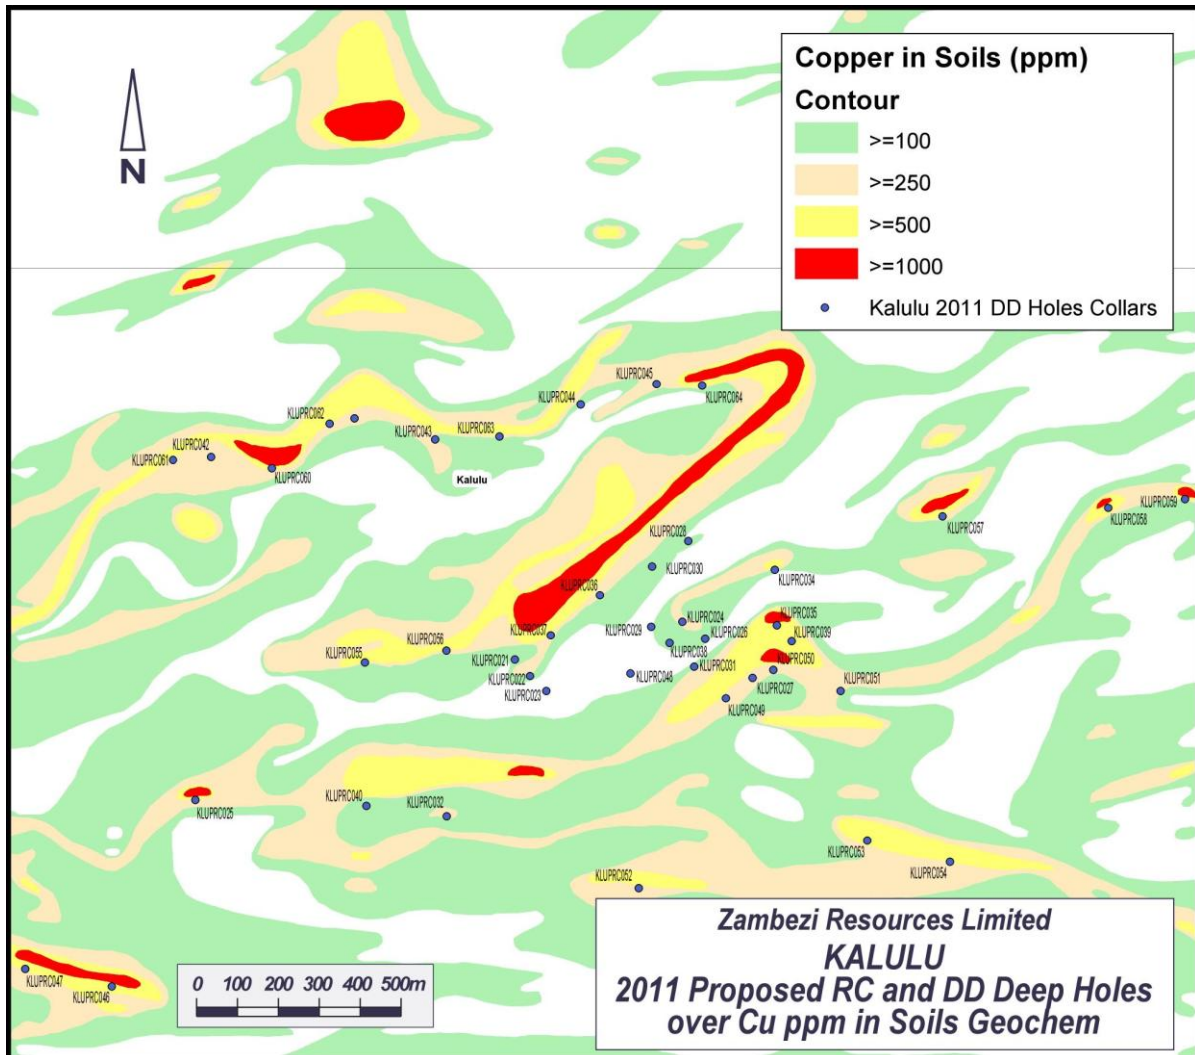 Copper in Soils (ppm)
Contour
>=100
>=250
>=500
>=1000
Kalulu 2011 DD Holes Collars
N
KLUPRC045
KLUPRC044
KLUPRC064
KLUPRC062
KLUPRC043
KLUPRC063
KLUPRC042
KLUPRC061
KLUPRC060
Kalulu
KLUPRC059
KLUPRC058
KLUPRC057
KLUPRC028
KLUPRC030
KLUPRC034
KLUPRC036
KLUPRC024
KLUPRC035
KLUPRC029
KLUPRC037
KLUPRC026
KLUPRC039
KLUPRC056
KLUPRC038
KLUPRC055
KLUPRC021
KLUPRC031
KLUPRC050
KLUPRC022
KLUPRC048
KLUPRC027
KLUPRC051
KLUPRC023
KLUPRC049
KLUPRC040
KLUPRC032
KLUPRC025
KLUPRC053
KLUPRC054
KLUPRC052
KLUPRC047
KLUPRC046
0 100 200 300 400 500m
Zambezi Resources Limited
KALULU
2011 Proposed RC and DD Deep Holes
over Cu ppm in Soils Geochem